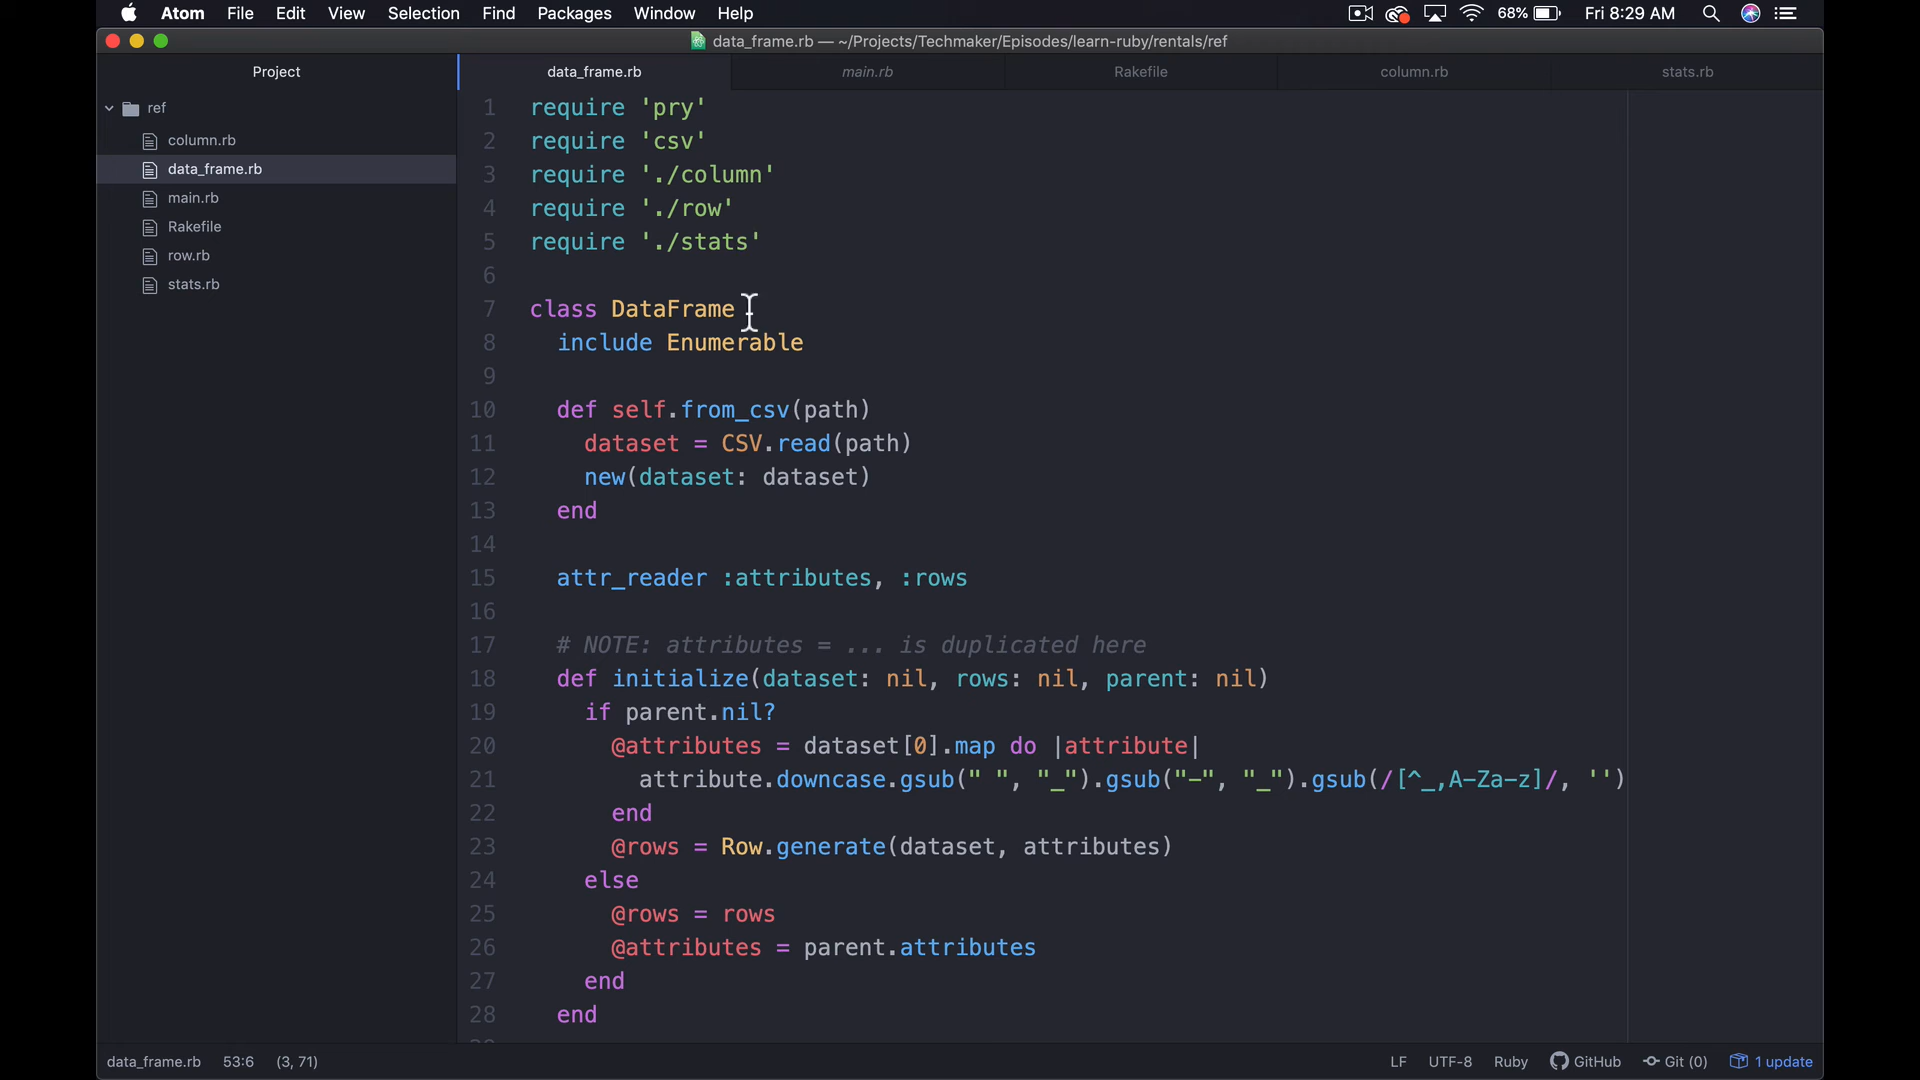 Atom File Edit View Selection Find Packages Window Help 68% Fri 8:29 AM
data_frame.rb — ~/Projects/Techmaker/Episodes/learn-ruby/rentals/ref
Project
ref
column.rb
data_frame.rb
main.rb
Rakefile
row.rb
stats.rb
data_frame.rb main.rb Rakefile column.rb stats.rb
1 require 'pry'
2 require 'csv'
3 require './column'
4 require './row'
5 require './stats'
6
7 class DataFrame
8 include Enumerable
9
10 def self.from_csv(path)
11 dataset = CSV.read(path)
12 new(dataset: dataset)
13 end
14
15 attr_reader :attributes, :rows
16
17 # NOTE: attributes = ... is duplicated here
18 def initialize(dataset: nil, rows: nil, parent: nil)
19 if parent.nil?
20 @attributes = dataset[0].map do |attribute|
21 attribute.downcase.gsub(" ", "_").gsub("-", "_").gsub(/[^_,A-Za-z]/, '')
22 end
23 @rows = Row.generate(dataset, attributes)
24 else
25 @rows = rows
26 @attributes = parent.attributes
27 end
28 end
data_frame.rb 53:6 (3, 71) LF UTF-8 Ruby GitHub Git (0) 1 update